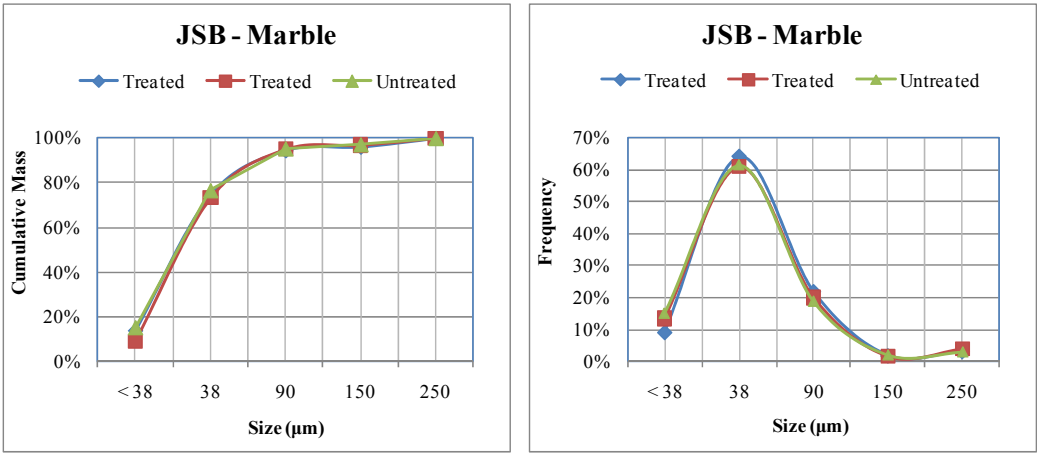 JSB - Marble
Treated Treated Untreated
100%
80%
60%
40%
20%
0%
Cumulative Mass
<38 38 90 150 250
Size (µm)
JSB - Marble
Treated Treated Untreated
70%
60%
50%
40%
30%
20%
10%
0%
Frequency
<38 38 90 150 250
Size (µm)